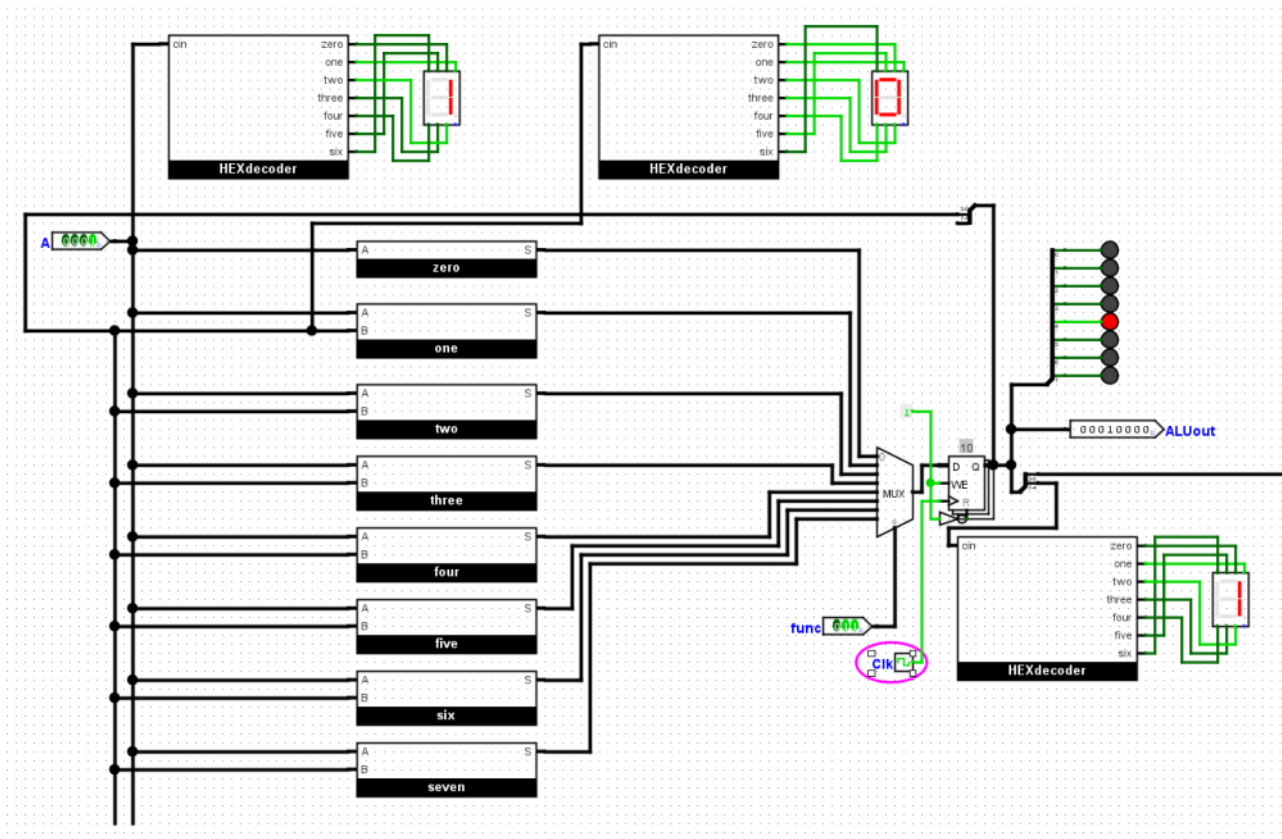 cin
zero
one
two
three
four
five
six
HEXdecoder
cin
zero
one
two
three
four
five
six
HEXdecoder
A
A S
zero
A S
B
one
A S
B
two
A S
B
three
A S
B
four
A S
B
five
A S
B
six
A S
B
seven
MUX
1
10
D Q
WE
R
00010000
ALUout
func
Clk
cin
zero
one
two
three
four
five
six
HEXdecoder